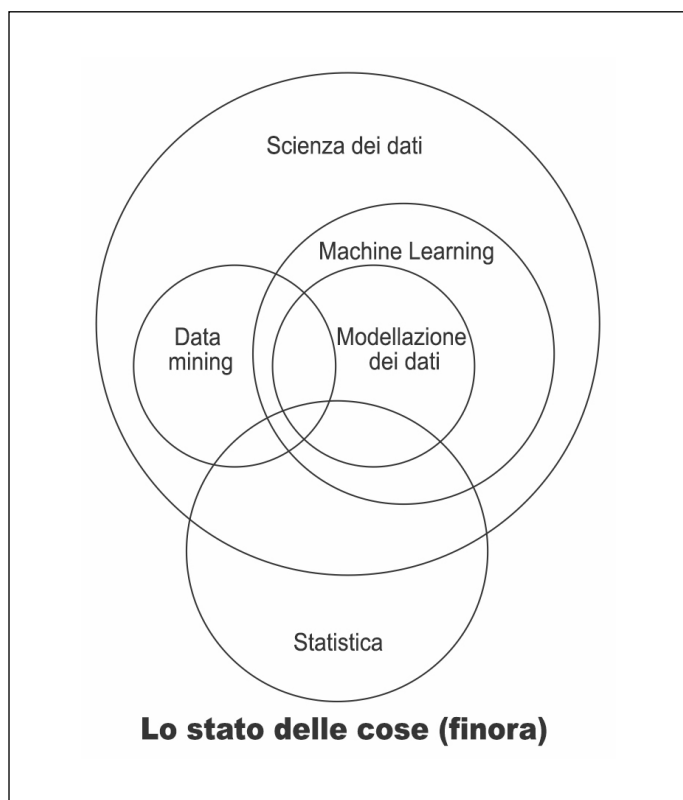 Scienza dei dati
Machine Learning
Data
mining
Modellazione
dei dati
Statistica
Lo stato delle cose (finora)